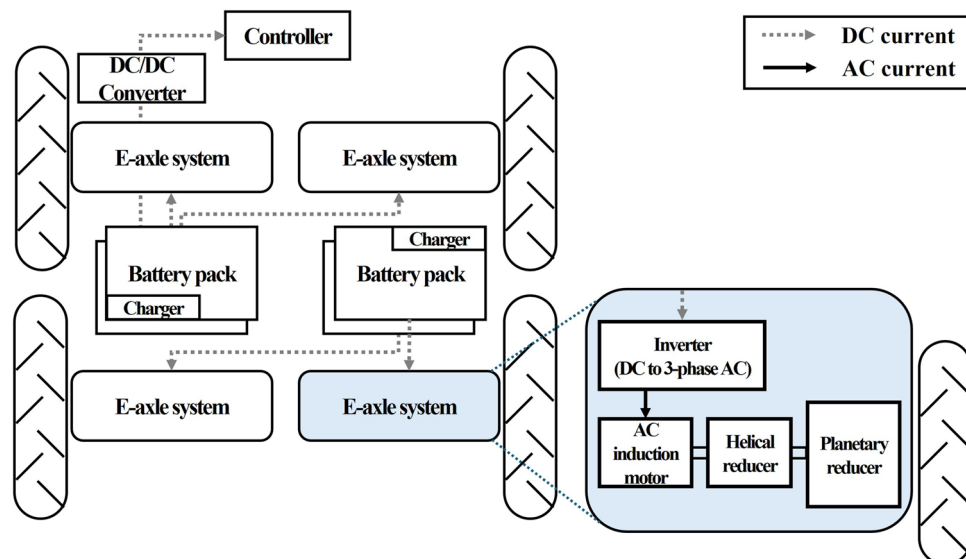 Controller
DC/DC
Converter
DC current
AC current
E-axle system
E-axle system
Charger
Battery pack
Charger
Battery pack
E-axle system
E-axle system
Inverter
(DC to 3-phase AC)
AC
induction
motor
Helical
reducer
Planetary
reducer